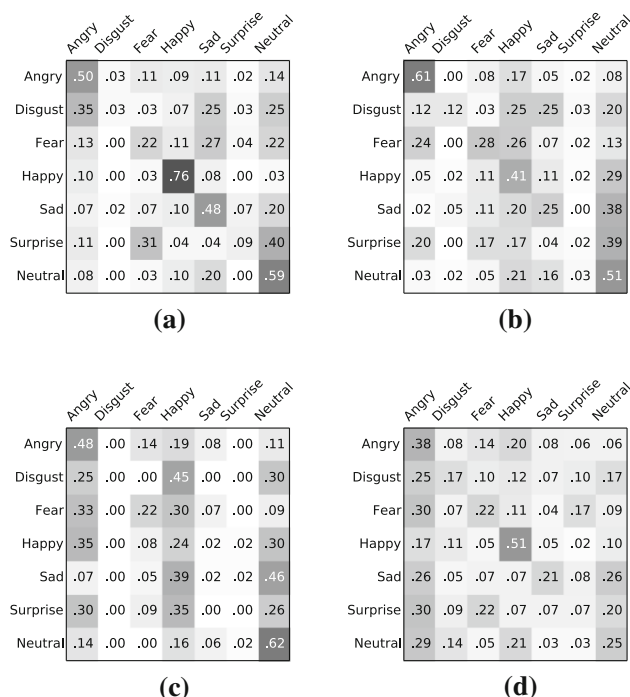 Angry Disgust Fear Happy Sad Surprise Neutral
Angry .50 .03 .11 .09 .11 .02 .14
Disgust .35 .03 .03 .07 .25 .03 .25
Fear .13 .00 .22 .11 .27 .04 .22
Happy .10 .00 .03 .76 .08 .00 .03
Sad .07 .02 .07 .10 .48 .07 .20
Surprise .11 .00 .31 .04 .04 .09 .40
Neutral .08 .00 .03 .10 .20 .00 .59
(a)
Angry Disgust Fear Happy Sad Surprise Neutral
Angry .61 .00 .08 .17 .05 .02 .08
Disgust .12 .12 .03 .25 .25 .03 .20
Fear .24 .00 .28 .26 .07 .02 .13
Happy .05 .02 .11 .41 .11 .02 .29
Sad .02 .05 .11 .20 .25 .00 .38
Surprise .20 .00 .17 .17 .04 .02 .39
Neutral .03 .02 .05 .21 .16 .03 .51
(b)
Angry Disgust Fear Happy Sad Surprise Neutral
Angry .48 .00 .14 .19 .08 .00 .11
Disgust .25 .00 .00 .45 .00 .00 .30
Fear .33 .00 .22 .30 .07 .00 .09
Happy .35 .00 .08 .24 .02 .02 .30
Sad .07 .00 .05 .39 .02 .02 .46
Surprise .30 .00 .09 .35 .00 .00 .26
Neutral .14 .00 .00 .16 .06 .02 .62
(c)
Angry Disgust Fear Happy Sad Surprise Neutral
Angry .38 .08 .14 .20 .08 .06 .06
Disgust .25 .17 .10 .12 .07 .10 .17
Fear .30 .07 .22 .11 .04 .17 .09
Happy .17 .11 .05 .51 .05 .02 .10
Sad .26 .05 .07 .07 .21 .08 .26
Surprise .30 .09 .22 .07 .07 .07 .20
Neutral .29 .14 .05 .21 .03 .03 .25
(d)